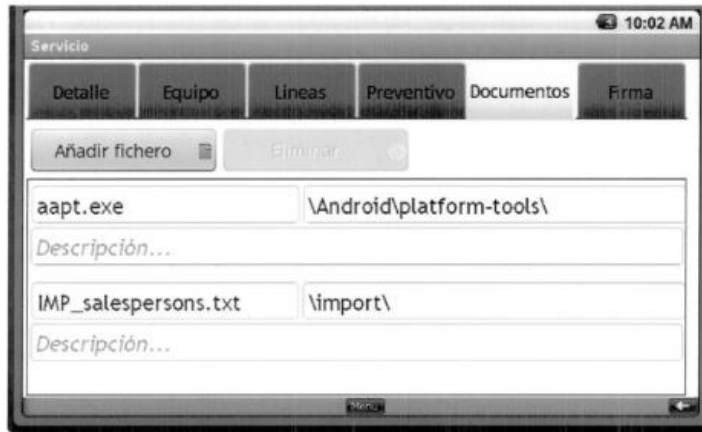 10:02 AM
Servicio
Detalle Equipo Lineas Preventivo Documentos Firma
Añadir fichero Eliminar
aapt.exe \Android\platform-tools\
Descripción...
IMP_salespersons.txt \import\
Descripción...
Menu